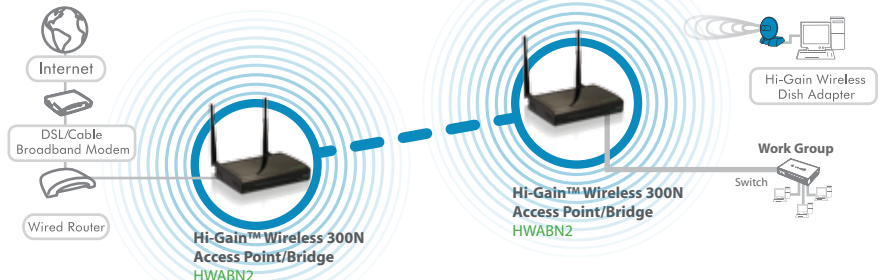 Internet
DSL/Cable
Broadband Modem
Wired Router
Hi-Gain™ Wireless 300N
Access Point/Bridge
HWABN2
Hi-Gain™ Wireless 300N
Access Point/Bridge
HWABN2
Hi-Gain Wireless
Dish Adapter
Work Group
Switch